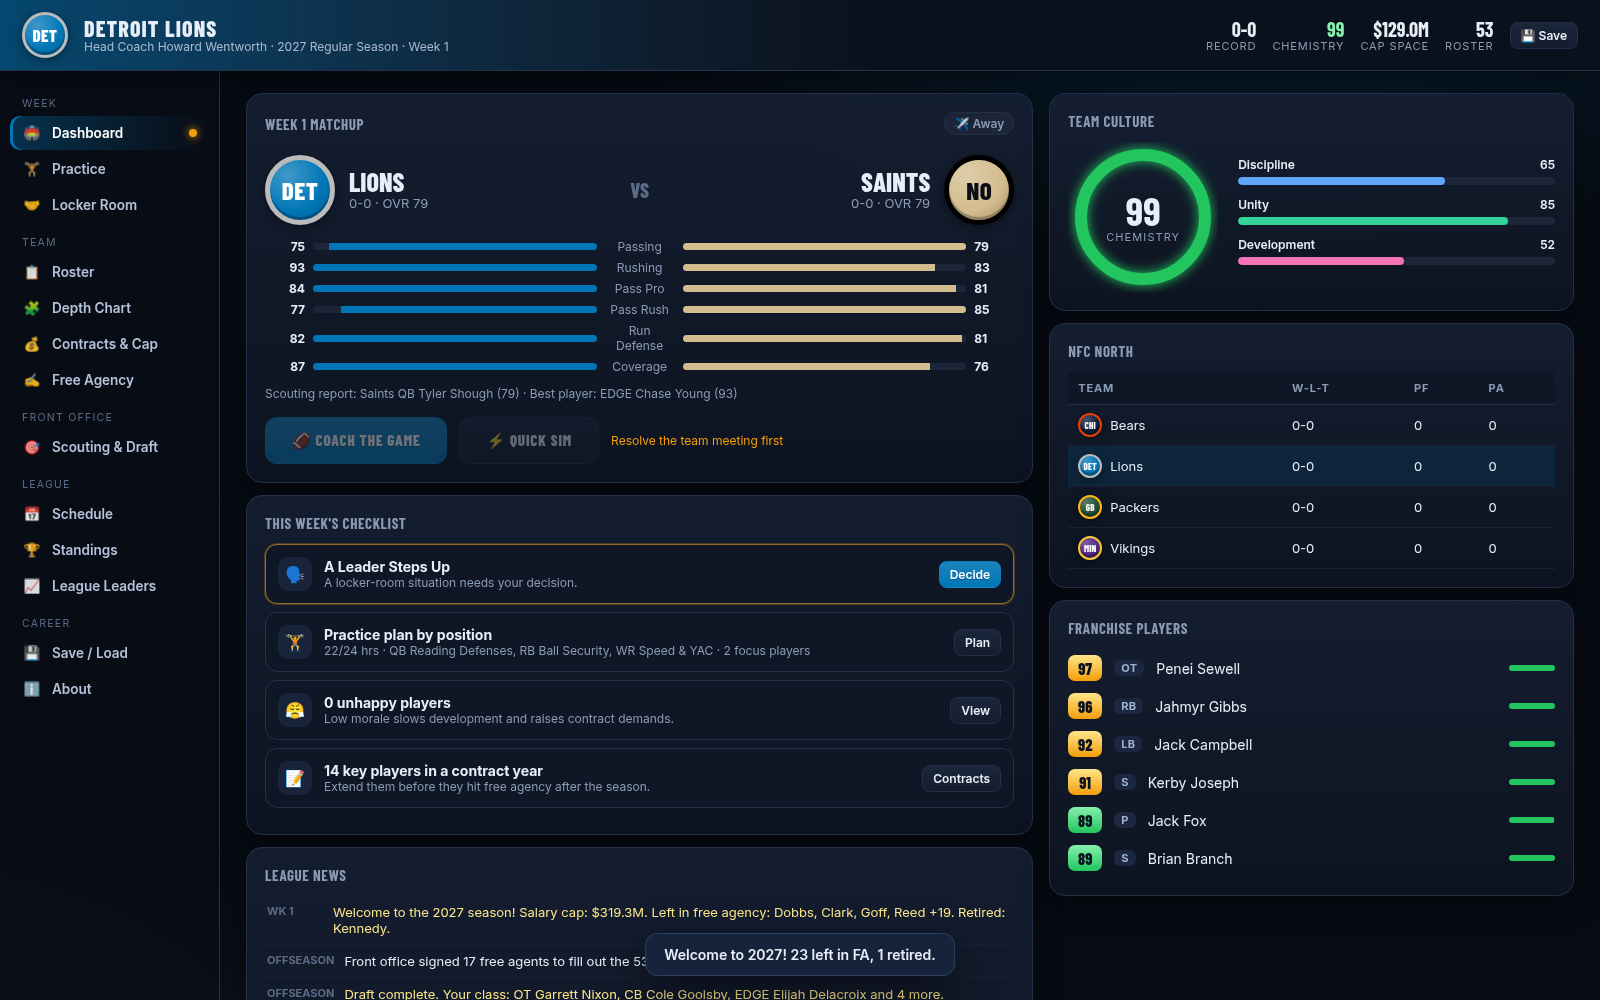 DET
DETROIT LIONS
Head Coach Howard Wentworth · 2027 Regular Season · Week 1
0-0
RECORD
99
CHEMISTRY
$129.0M
CAP SPACE
53
ROSTER
Save
WEEK
Dashboard
Practice
Locker Room
TEAM
Roster
Depth Chart
Contracts & Cap
Free Agency
FRONT OFFICE
Scouting & Draft
LEAGUE
Schedule
Standings
League Leaders
CAREER
Save / Load
About
WEEK 1 MATCHUP
Away
DET
LIONS
0-0 · OVR 79
VS
SAINTS
0-0 · OVR 79
NO
75 Passing 79
93 Rushing 83
84 Pass Pro 81
77 Pass Rush 85
82 Run Defense 81
87 Coverage 76
Scouting report: Saints QB Tyler Shough (79) · Best player: EDGE Chase Young (93)
COACH THE GAME
QUICK SIM
Resolve the team meeting first
THIS WEEK'S CHECKLIST
A Leader Steps Up
A locker-room situation needs your decision.
Decide
Practice plan by position
22/24 hrs · QB Reading Defenses, RB Ball Security, WR Speed & YAC · 2 focus players
Plan
0 unhappy players
Low morale slows development and raises contract demands.
View
14 key players in a contract year
Extend them before they hit free agency after the season.
Contracts
LEAGUE NEWS
WK 1 Welcome to the 2027 season! Salary cap: $319.3M. Left in free agency: Dobbs, Clark, Goff, Reed +19. Retired:
Kennedy.
OFFSEASON Front office signed 17 free agents to fill out the 53
Welcome to 2027! 23 left in FA, 1 retired.
OFFSEASON Draft complete. Your class: OT Garrett Nixon, CB Cole Goolsby, EDGE Elijah Delacroix and 4 more.
TEAM CULTURE
99
CHEMISTRY
Discipline 65
Unity 85
Development 52
NFC NORTH
TEAM W-L-T PF PA
CHI Bears 0-0 0 0
DET Lions 0-0 0 0
GB Packers 0-0 0 0
MIN Vikings 0-0 0 0
FRANCHISE PLAYERS
97 OT Penei Sewell
96 RB Jahmyr Gibbs
92 LB Jack Campbell
91 S Kerby Joseph
89 P Jack Fox
89 S Brian Branch